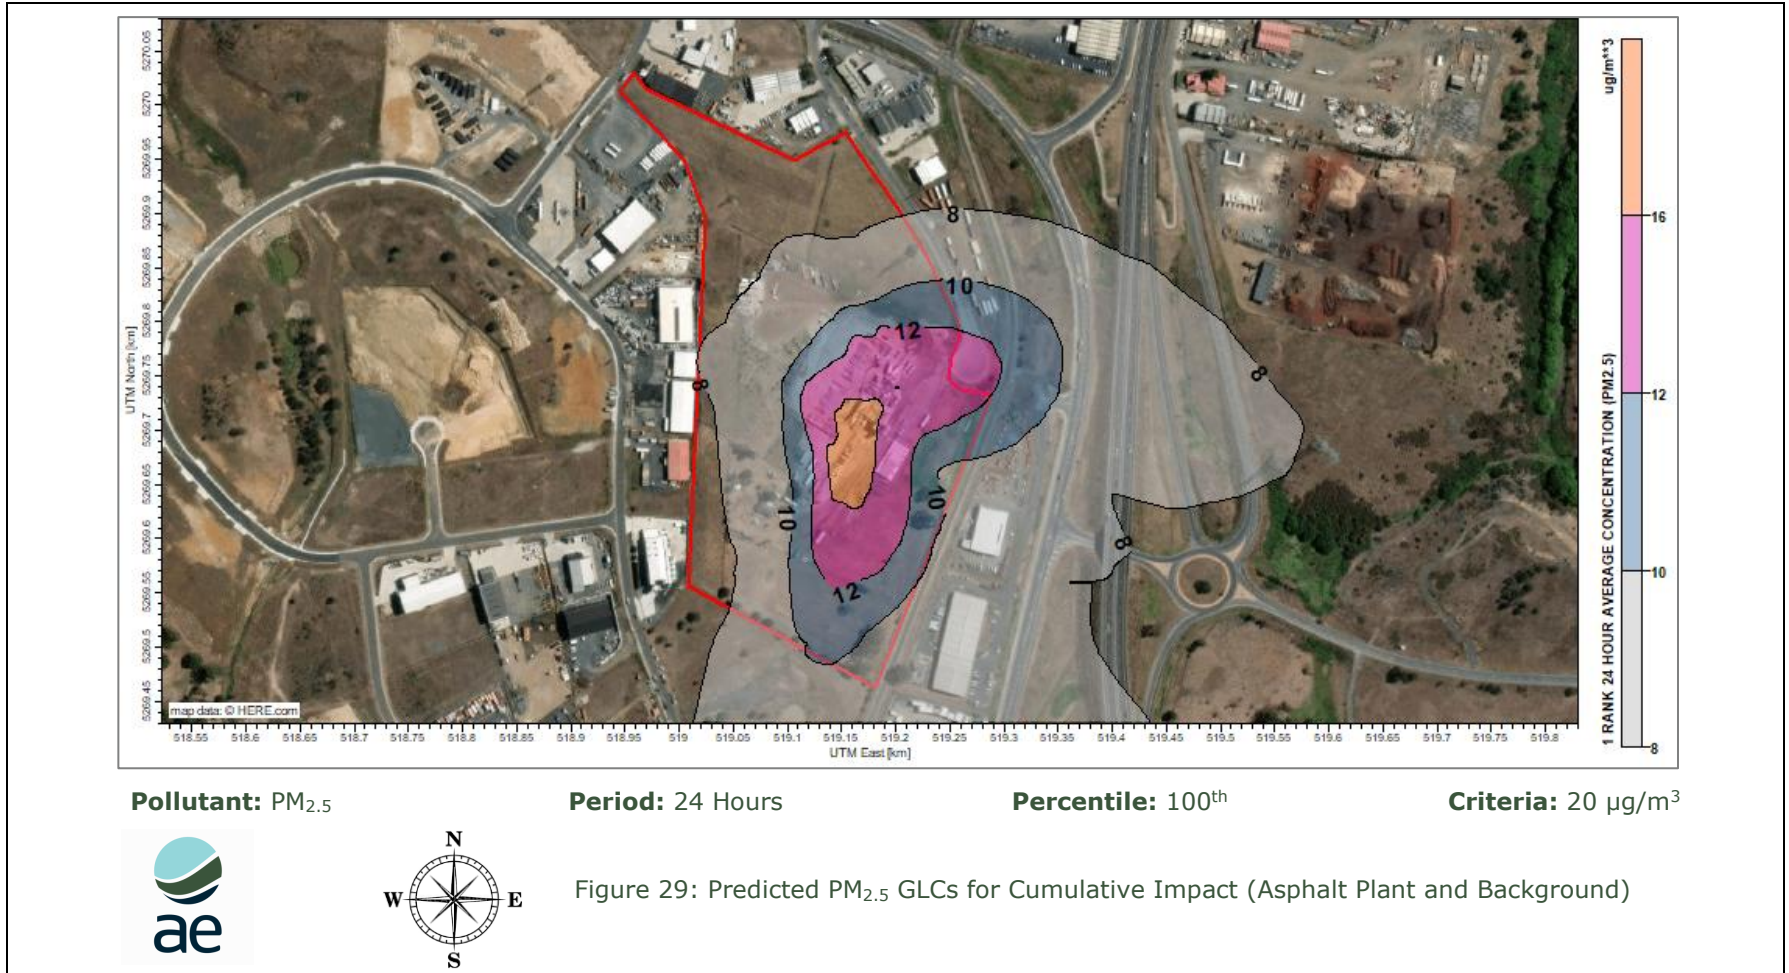 5270.05
5270
5269.95
5269.9
5269.85
5269.8
5269.75
5269.7
5269.65
5269.6
5269.55
5269.5
5269.45
UTM North [km]
8
10
12
8
8
10
10
8
12
map data: © HERE.com
518.55 518.6 518.65 518.7 518.75 518.8 518.85 518.9 518.95 519 519.05 519.1 519.15 519.2 519.25 519.3 519.35 519.4 519.45 519.5 519.55 519.6 519.65 519.7 519.75 519.8
UTM East [km]
ug/m**3
1 RANK 24 HOUR AVERAGE CONCENTRATION (PM2.5)
16
12
10
8
Pollutant: PM2.5 Period: 24 Hours Percentile: 100th Criteria: 20 µg/m3
ae
N
W E
S
Figure 29: Predicted PM2.5 GLCs for Cumulative Impact (Asphalt Plant and Background)